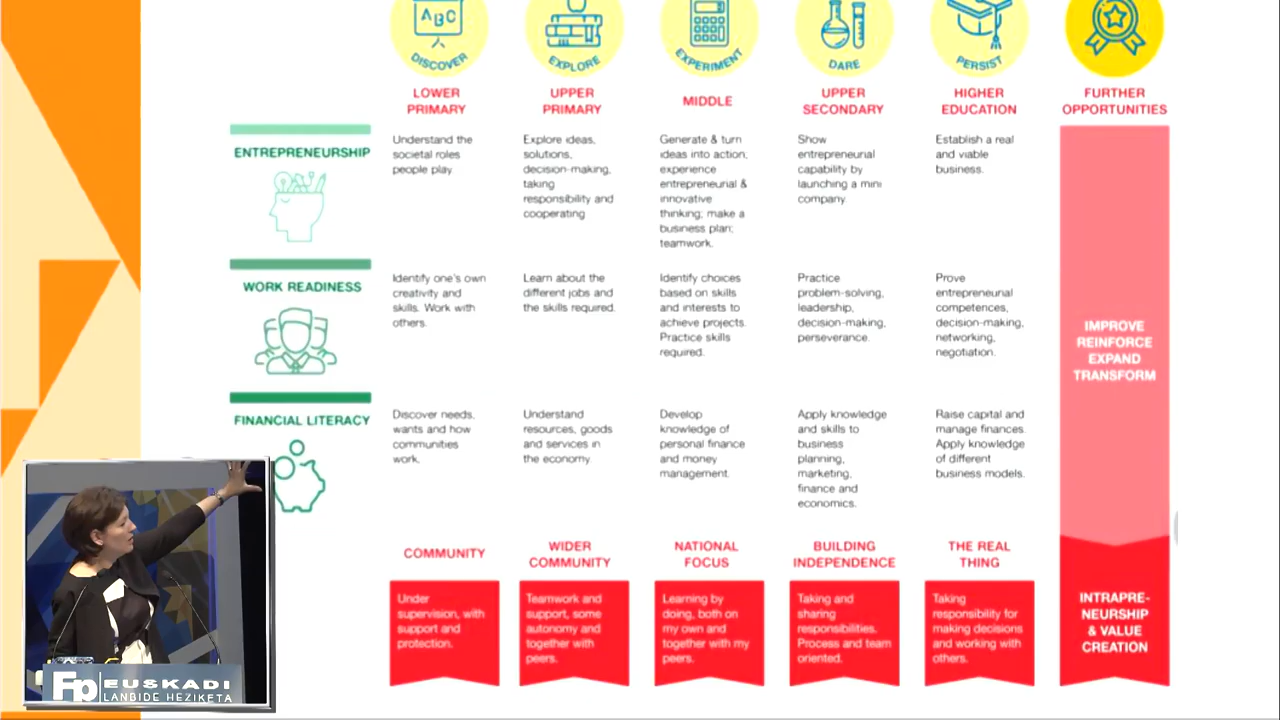 ABC
DISCOVER
EXPLORE
EXPERIMENT
DARE
PERSIST
LOWER
PRIMARY
UPPER
PRIMARY
MIDDLE
UPPER
SECONDARY
HIGHER
EDUCATION
FURTHER
OPPORTUNITIES
ENTREPRENEURSHIP
Understand the
societal roles
people play.
Explore ideas,
solutions,
decision-making,
taking
responsibility and
cooperating
Generate & turn
ideas into action;
experience
entrepreneurial &
innovative
thinking; make a
business plan;
teamwork.
Show
entrepreneurial
capability by
launching a mini
company.
Establish a real
and viable
business.
WORK READINESS
Identify one's own
creativity and
skills. Work with
others.
Learn about the
different jobs and
the skills required.
Identify choices
based on skills
and interests to
achieve projects.
Practice skills
required.
Practice
problem-solving,
leadership,
decision-making,
perseverance.
Prove
entrepreneurial
competences,
decision-making,
networking,
negotiation.
IMPROVE
REINFORCE
EXPAND
TRANSFORM
FINANCIAL LITERACY
Discover needs,
wants and how
communities
work.
Understand
resources, goods
and services in
the economy.
Develop
knowledge of
personal finance
and money
management.
Apply knowledge
and skills to
business
planning,
marketing,
finance and
economics.
Raise capital and
manage finances.
Apply knowledge
of different
business models.
COMMUNITY
WIDER
COMMUNITY
NATIONAL
FOCUS
BUILDING
INDEPENDENCE
THE REAL
THING
Under
supervision, with
support and
protection.
Teamwork and
support, some
autonomy and
together with
peers.
Learning by
doing, both on
my own and
together with my
peers.
Taking and
sharing
responsibilities.
Process and team
oriented.
Taking
responsibility for
making decisions
and working with
others.
INTRAPRE-
NEURSHIP
& VALUE
CREATION
Fp EUSKADI
LANBIDE HEZIKETA